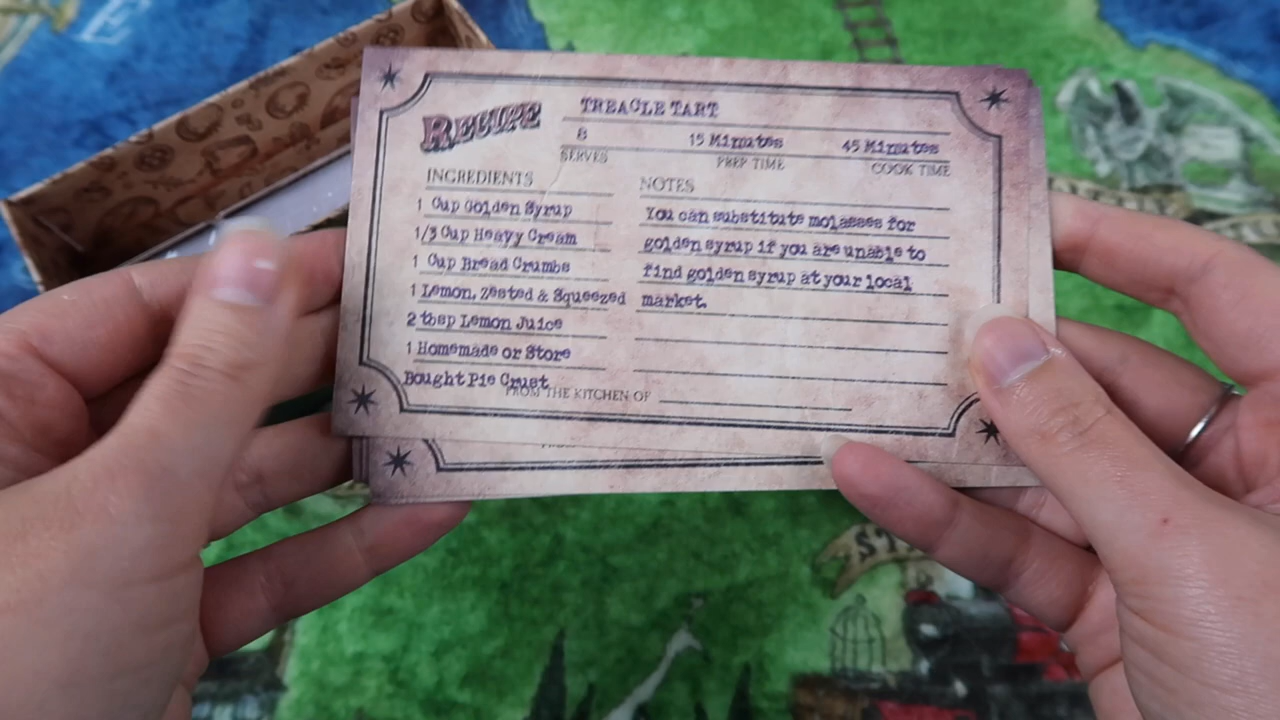 RECIPE
TREACLE TART
8 15 Minutes 45 Minutes
SERVES PREP TIME COOK TIME
INGREDIENTS
1 Cup Golden Syrup
1/3 Cup Heavy Cream
1 Cup Bread Crumbs
1 Lemon, Zested & Squeezed
2 tbsp Lemon Juice
1 Homemade or Store
Bought Pie Crust
NOTES
You can substitute molasses for
golden syrup if you are unable to
find golden syrup at your local
market.
FROM THE KITCHEN OF